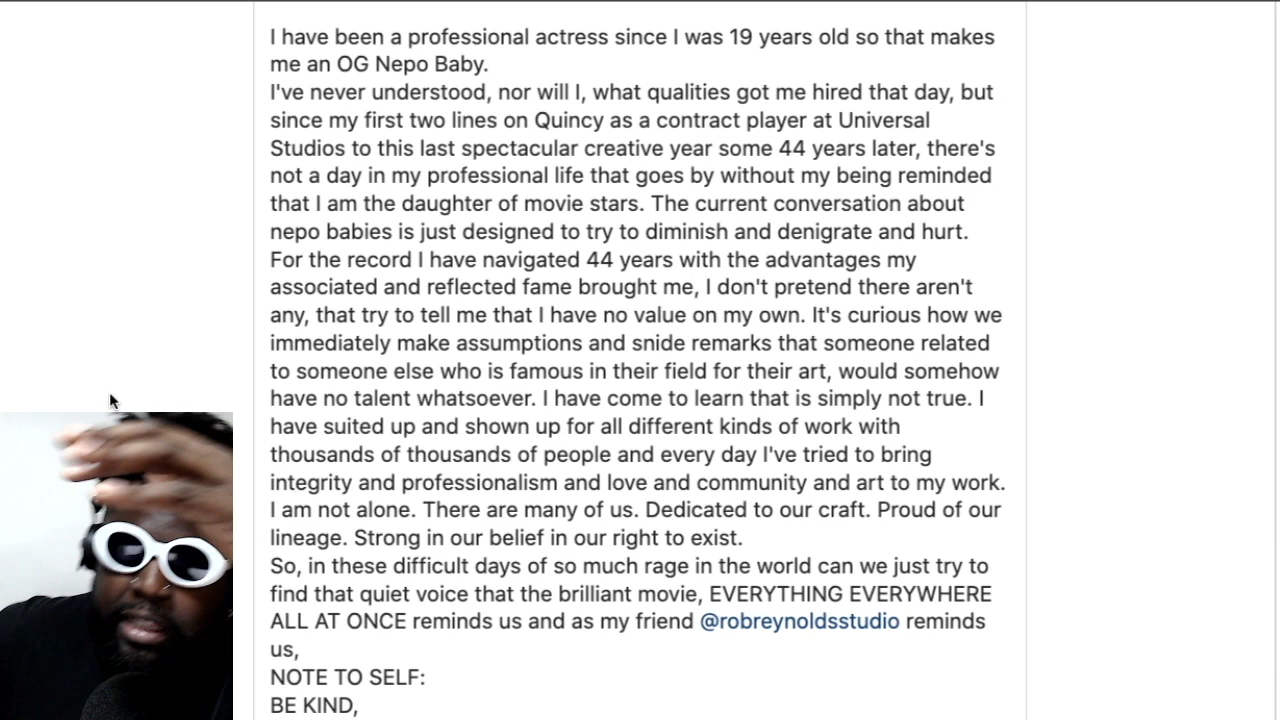 I have been a professional actress since I was 19 years old so that makes
me an OG Nepo Baby.
I've never understood, nor will I, what qualities got me hired that day, but
since my first two lines on Quincy as a contract player at Universal
Studios to this last spectacular creative year some 44 years later, there's
not a day in my professional life that goes by without my being reminded
that I am the daughter of movie stars. The current conversation about
nepo babies is just designed to try to diminish and denigrate and hurt.
For the record I have navigated 44 years with the advantages my
associated and reflected fame brought me, I don't pretend there aren't
any, that try to tell me that I have no value on my own. It's curious how we
immediately make assumptions and snide remarks that someone related
to someone else who is famous in their field for their art, would somehow
have no talent whatsoever. I have come to learn that is simply not true. I
have suited up and shown up for all different kinds of work with
thousands of thousands of people and every day I've tried to bring
integrity and professionalism and love and community and art to my work.
I am not alone. There are many of us. Dedicated to our craft. Proud of our
lineage. Strong in our belief in our right to exist.
So, in these difficult days of so much rage in the world can we just try to
find that quiet voice that the brilliant movie, EVERYTHING EVERYWHERE
ALL AT ONCE reminds us and as my friend @robreynoldsstudio reminds
us,
NOTE TO SELF:
BE KIND,